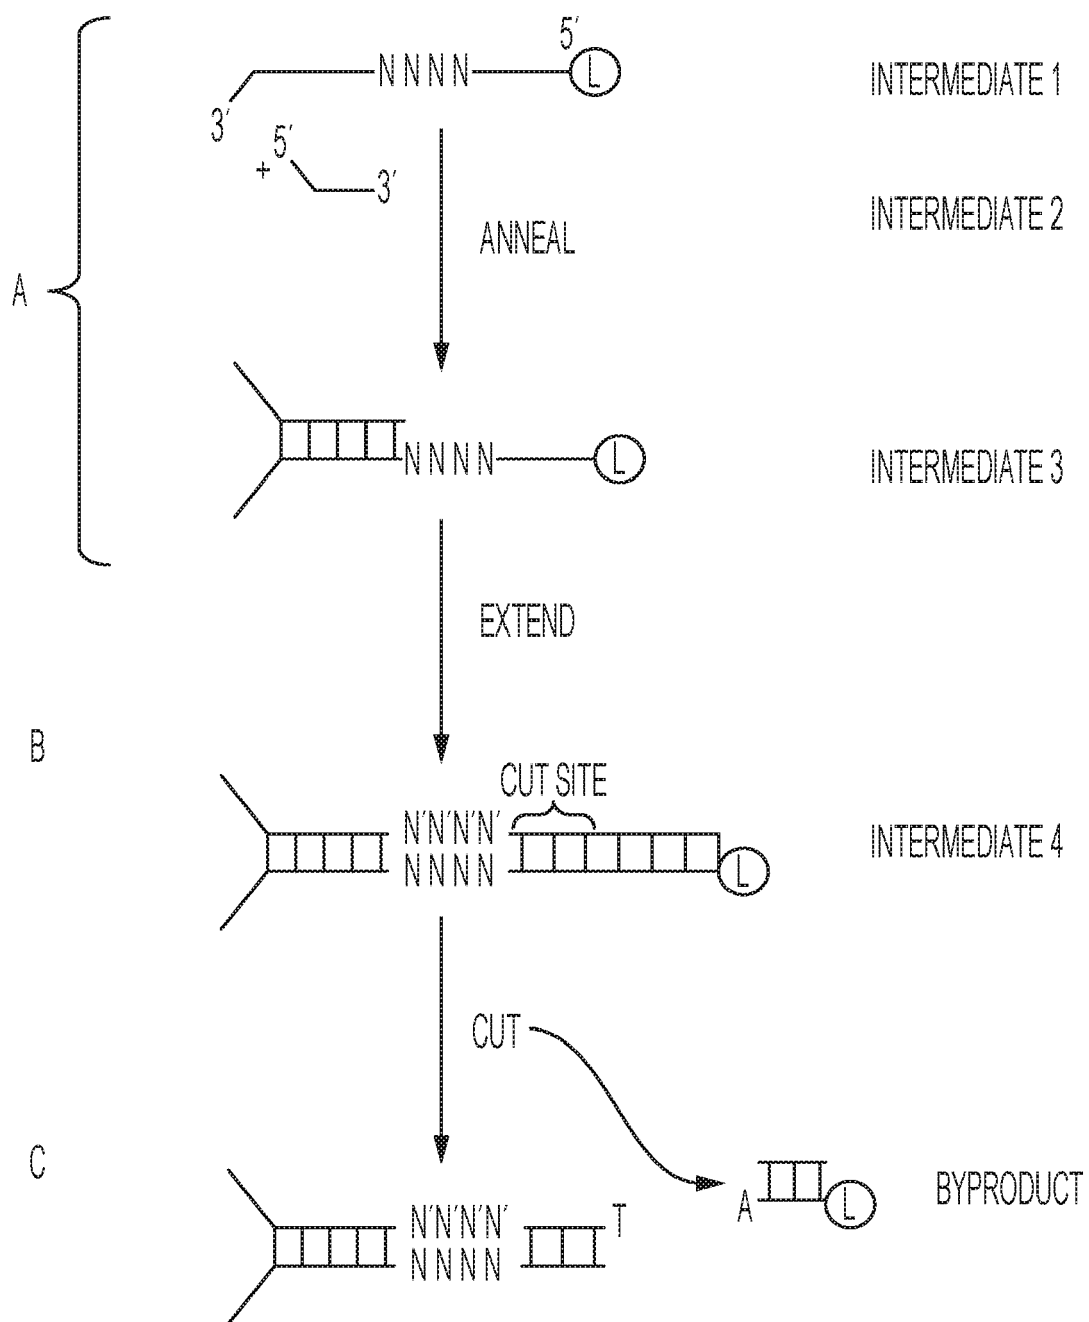 5′
N N N N L INTERMEDIATE 1
3′
5′
+ 3′ INTERMEDIATE 2
ANNEAL
A
N N N N L INTERMEDIATE 3
EXTEND
B
CUT SITE
N′N′N′N′
N N N N L INTERMEDIATE 4
CUT
C
A L BYPRODUCT
N′N′N′N′ T
N N N N